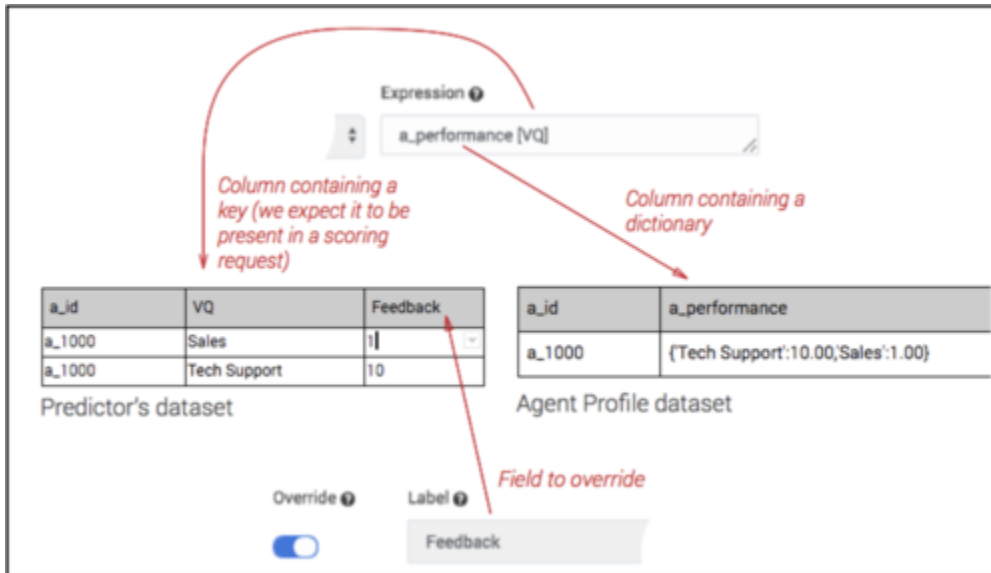 Expression
a_performance [VQ]
Column containing a
key (we expect it to be
present in a scoring
request)
Column containing a
dictionary
a_id VQ Feedback
a_1000 Sales 1
a_1000 Tech Support 10
Predictor's dataset
a_id a_performance
a_1000 {'Tech Support':10.00,'Sales':1.00}
Agent Profile dataset
Field to override
Override Label
Feedback